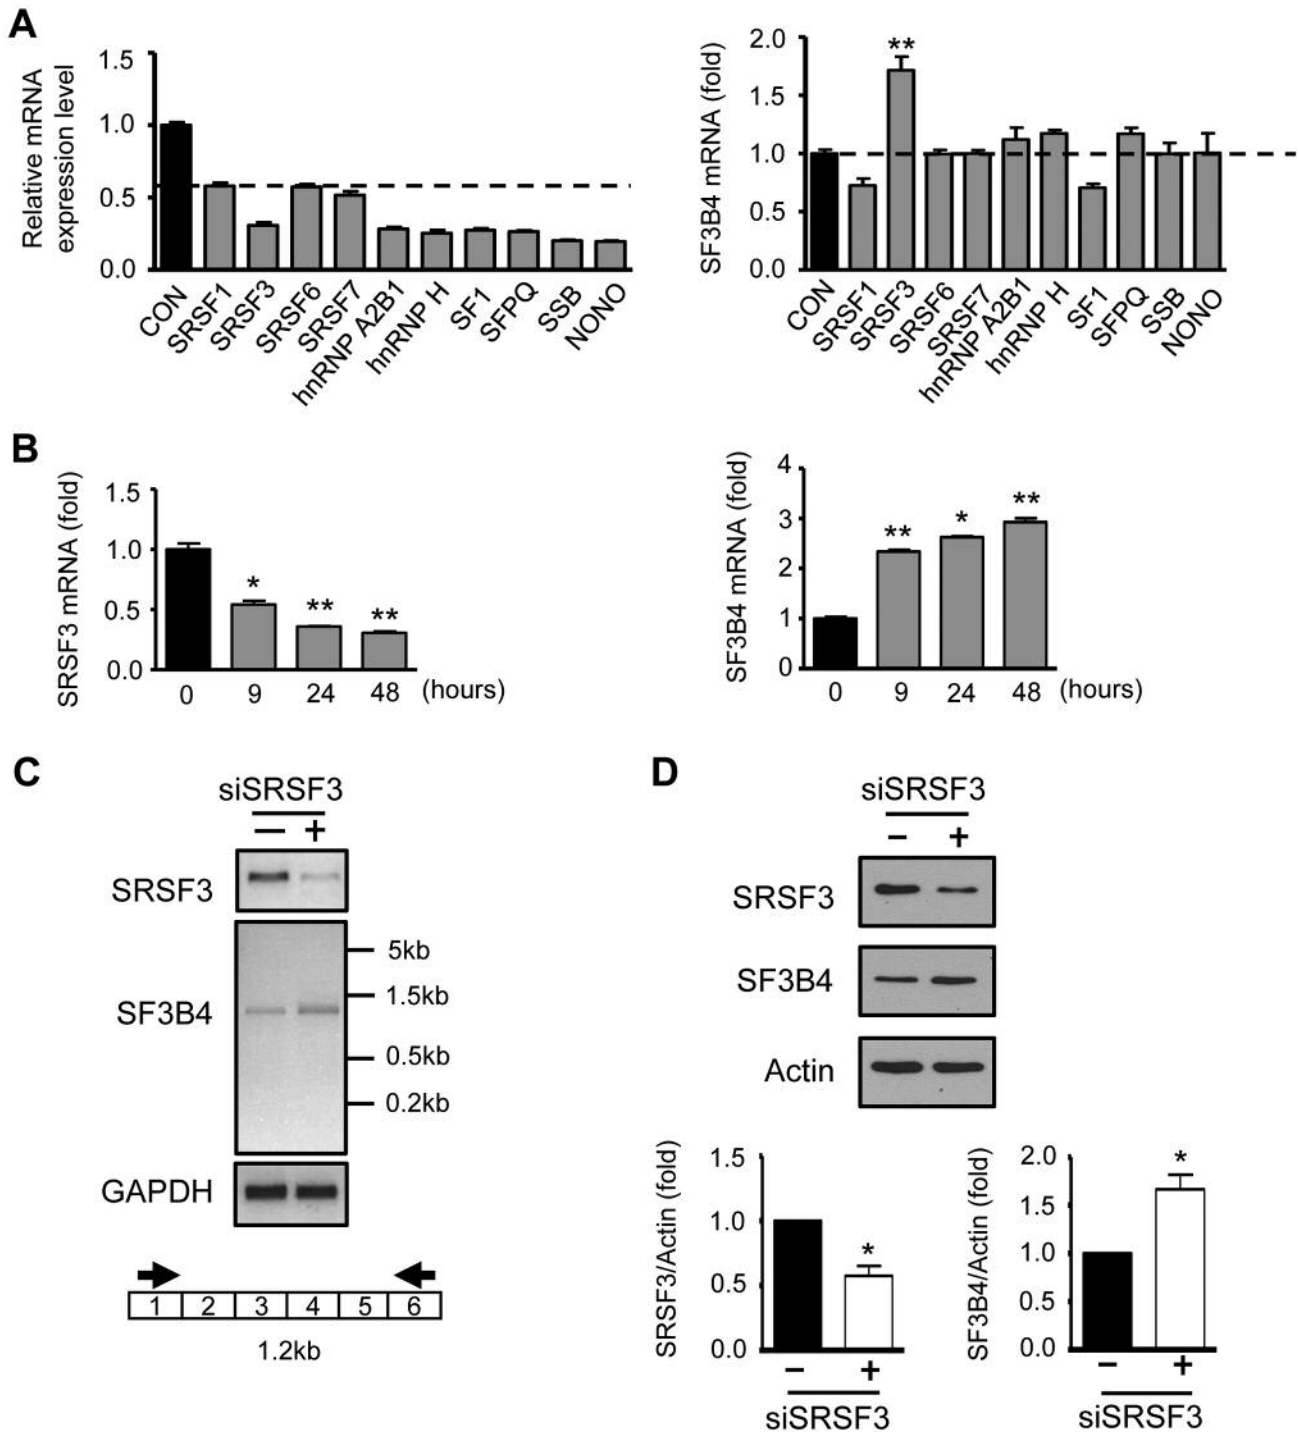 A
Relative mRNA
expression level
1.5
1.0
0.5
0.0
CON
SRSF1
SRSF3
SRSF6
SRSF7
hnRNP A2B1
hnRNP H
SF1
SFPQ
SSB
NONO
SF3B4 mRNA (fold)
2.0
1.5
1.0
0.5
0.0
**
CON
SRSF1
SRSF3
SRSF6
SRSF7
hnRNP A2B1
hnRNP H
SF1
SFPQ
SSB
NONO
B
SRSF3 mRNA (fold)
1.5
1.0
0.5
0.0
* ** **
0 9 24 48 (hours)
SF3B4 mRNA (fold)
4
3
2
1
0
** * **
0 9 24 48 (hours)
C
siSRSF3
— +
SRSF3
SF3B4
5kb
1.5kb
0.5kb
0.2kb
GAPDH
1 2 3 4 5 6
1.2kb
D
siSRSF3
– +
SRSF3
SF3B4
Actin
SRSF3/Actin (fold)
1.5
1.0
0.5
0.0
*
– +
siSRSF3
SF3B4/Actin (fold)
2.0
1.5
1.0
0.5
0.0
*
– +
siSRSF3